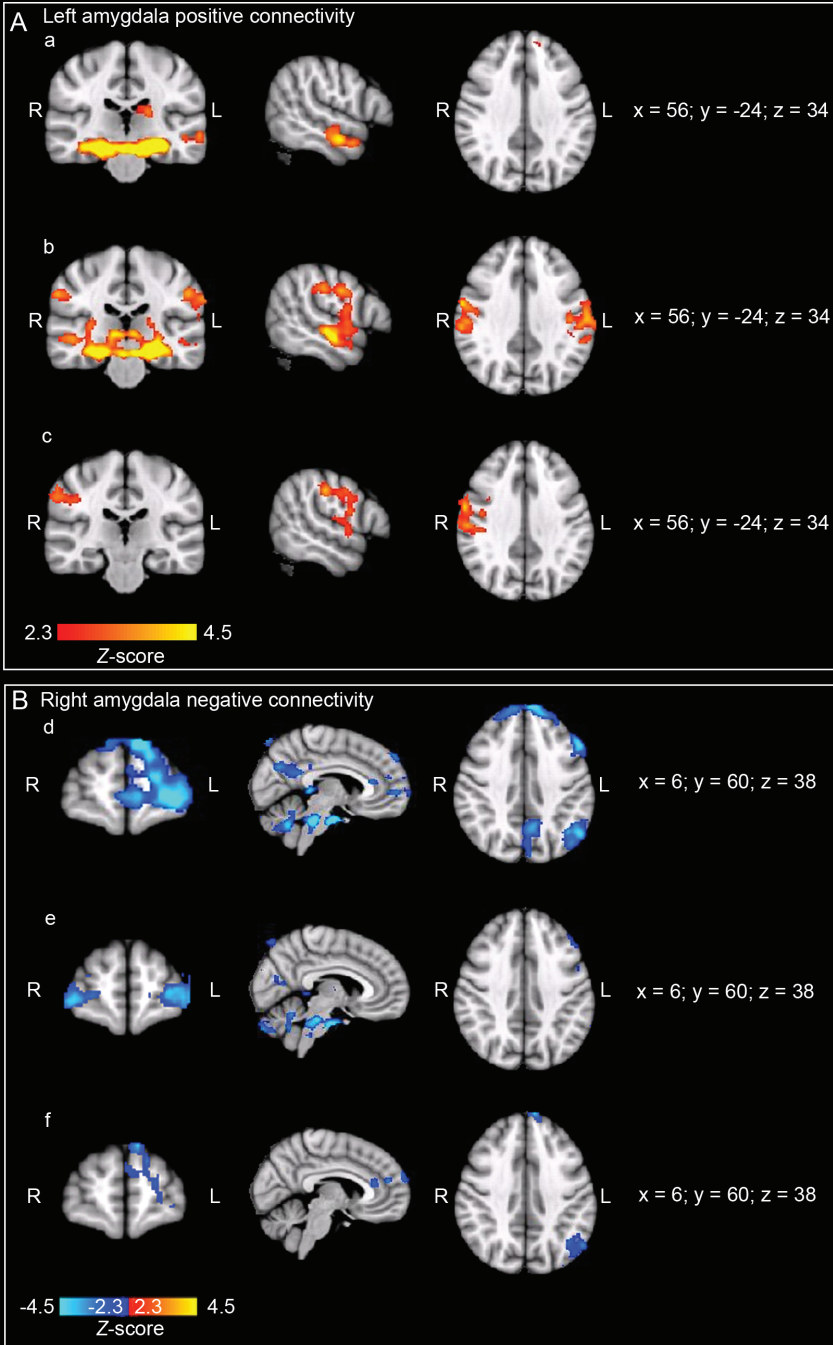 A Left amygdala positive connectivity
a
R L R L x = 56; y = -24; z = 34
b
R L R L x = 56; y = -24; z = 34
c
R L R L x = 56; y = -24; z = 34
2.3 4.5
Z-score
B Right amygdala negative connectivity
d
R L R L x = 6; y = 60; z = 38
e
R L R L x = 6; y = 60; z = 38
f
R L R L x = 6; y = 60; z = 38
-4.5 -2.3 2.3 4.5
Z-score